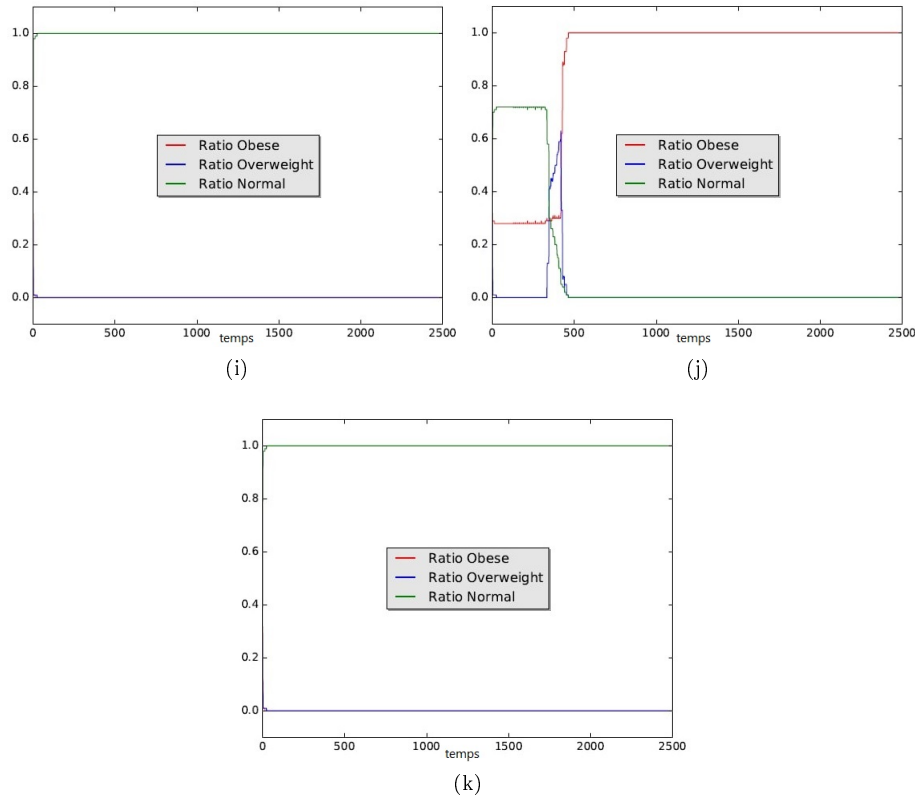 1.0
0.8
0.6
0.4
0.2
0.0
Ratio Obese
Ratio Overweight
Ratio Normal
0 500 1000 1500 2000 2500
temps
(i)
1.0
0.8
0.6
0.4
0.2
0.0
Ratio Obese
Ratio Overweight
Ratio Normal
0 500 1000 1500 2000 2500
temps
(j)
1.0
0.8
0.6
0.4
0.2
0.0
Ratio Obese
Ratio Overweight
Ratio Normal
0 500 1000 1500 2000 2500
temps
(k)